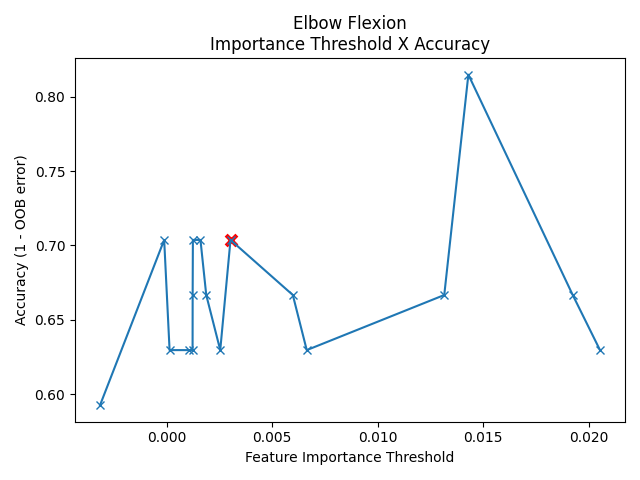 Elbow Flexion
Importance Threshold X Accuracy
Accuracy (1 - OOB error)
0.80
0.75
0.70
0.65
0.60
0.000 0.005 0.010 0.015 0.020
Feature Importance Threshold